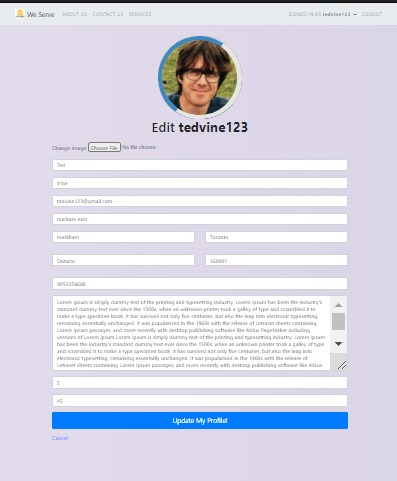 We Serve ABOUT US CONTACT US SERVICES SIGNED IN AS tedvine123 LOGOUT
Edit tedvine123
Change Image Choose File No file chosen
Ted
Vine
tedvine123@gmail.com
markam east
markham Toronto
Ontario 360001
9053258688
Lorem Ipsum is simply dummy text of the printing and typesetting industry. Lorem Ipsum has been the industry's
standard dummy text ever since the 1500s, when an unknown printer took a galley of type and scrambled it to
make a type specimen book. It has survived not only five centuries, but also the leap into electronic typesetting,
remaining essentially unchanged. It was popularised in the 1960s with the release of Letraset sheets containing
Lorem Ipsum passages, and more recently with desktop publishing software like Aldus PageMaker including
versions of Lorem Ipsum Lorem Ipsum is simply dummy text of the printing and typesetting industry. Lorem Ipsum
has been the industry's standard dummy text ever since the 1500s, when an unknown printer took a galley of type
and scrambled it to make a type specimen book. It has survived not only five centuries, but also the leap into
electronic typesetting, remaining essentially unchanged. It was popularised in the 1960s with the release of
Letraset sheets containing Lorem Ipsum passages, and more recently with desktop publishing software like Aldus
5
45
Update My Profile!
Cancel